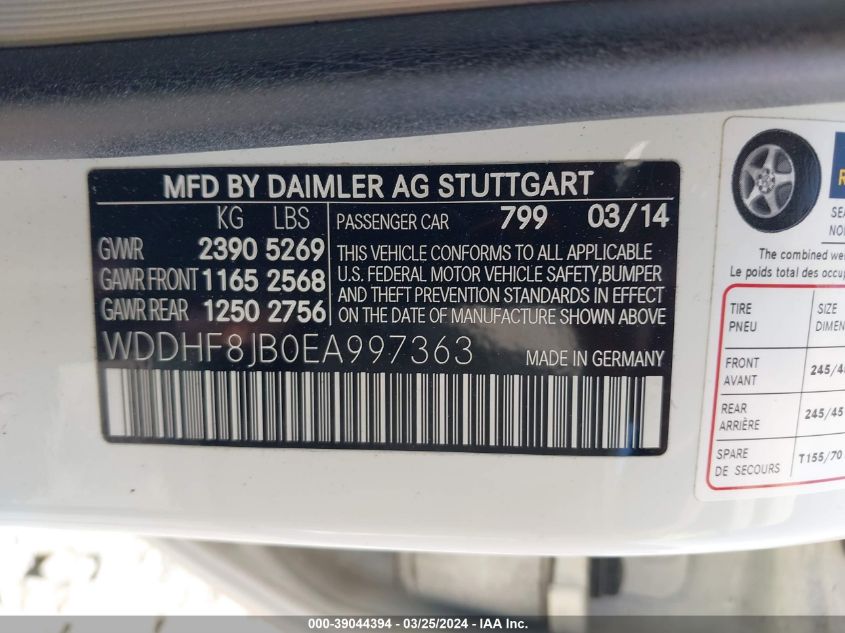 MFD BY DAIMLER AG STUTTGART
KG LBS PASSENGER CAR 799 03/14
GVWR 2390 5269
GAWR FRONT 1165 2568
GAWR REAR 1250 2756
THIS VEHICLE CONFORMS TO ALL APPLICABLE
U.S. FEDERAL MOTOR VEHICLE SAFETY, BUMPER
AND THEFT PREVENTION STANDARDS IN EFFECT
ON THE DATE OF MANUFACTURE SHOWN ABOVE.
WDDHF8JB0EA997363 MADE IN GERMANY
The combined we
Le poids total des occu
TIRE SIZE
PNEU DIMEN
FRONT
AVANT 245/4
REAR
ARRIÈRE 245/45
SPARE
DE SECOURS T155/70
000-39044394 - 03/25/2024 - IAAI.com